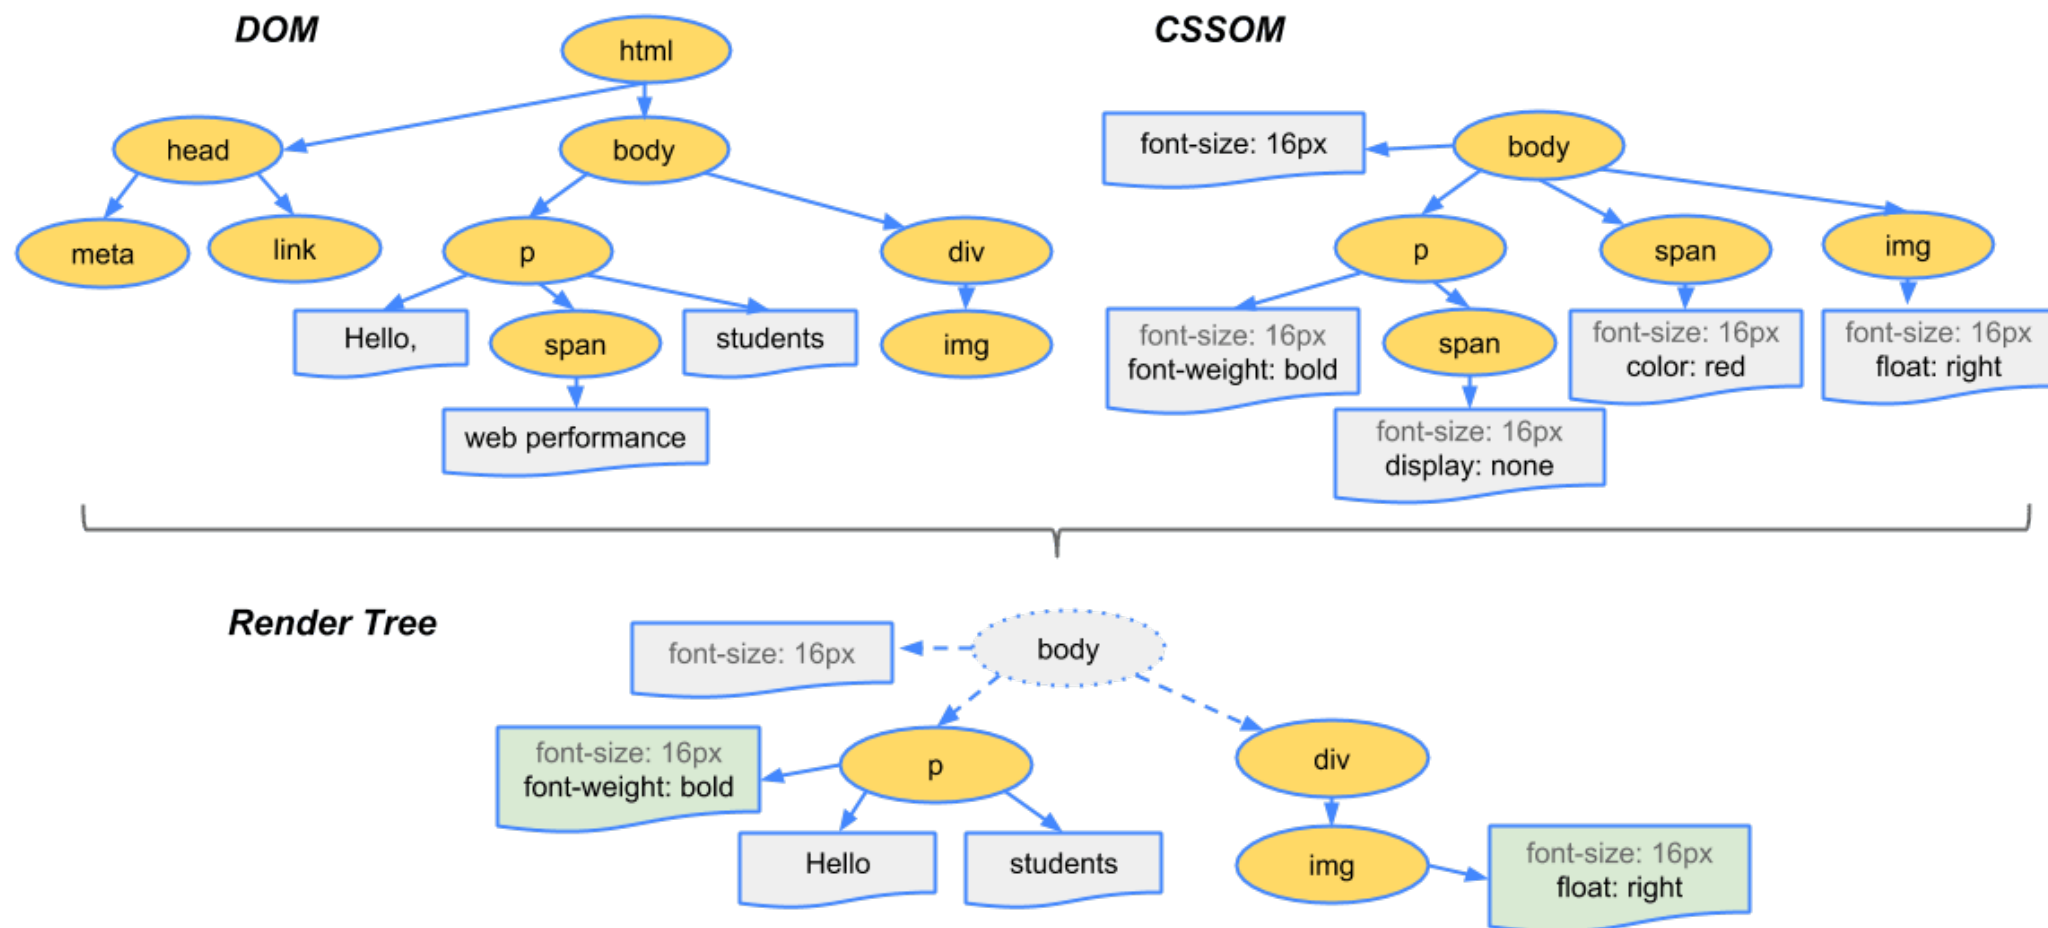 DOM
CSSOM
html
head
body
meta
link
p
div
Hello,
span
students
img
web performance
font-size: 16px
body
p
span
img
font-size: 16px
font-weight: bold
span
font-size: 16px
color: red
font-size: 16px
float: right
font-size: 16px
display: none
Render Tree
font-size: 16px
body
font-size: 16px
font-weight: bold
p
div
Hello
students
img
font-size: 16px
float: right